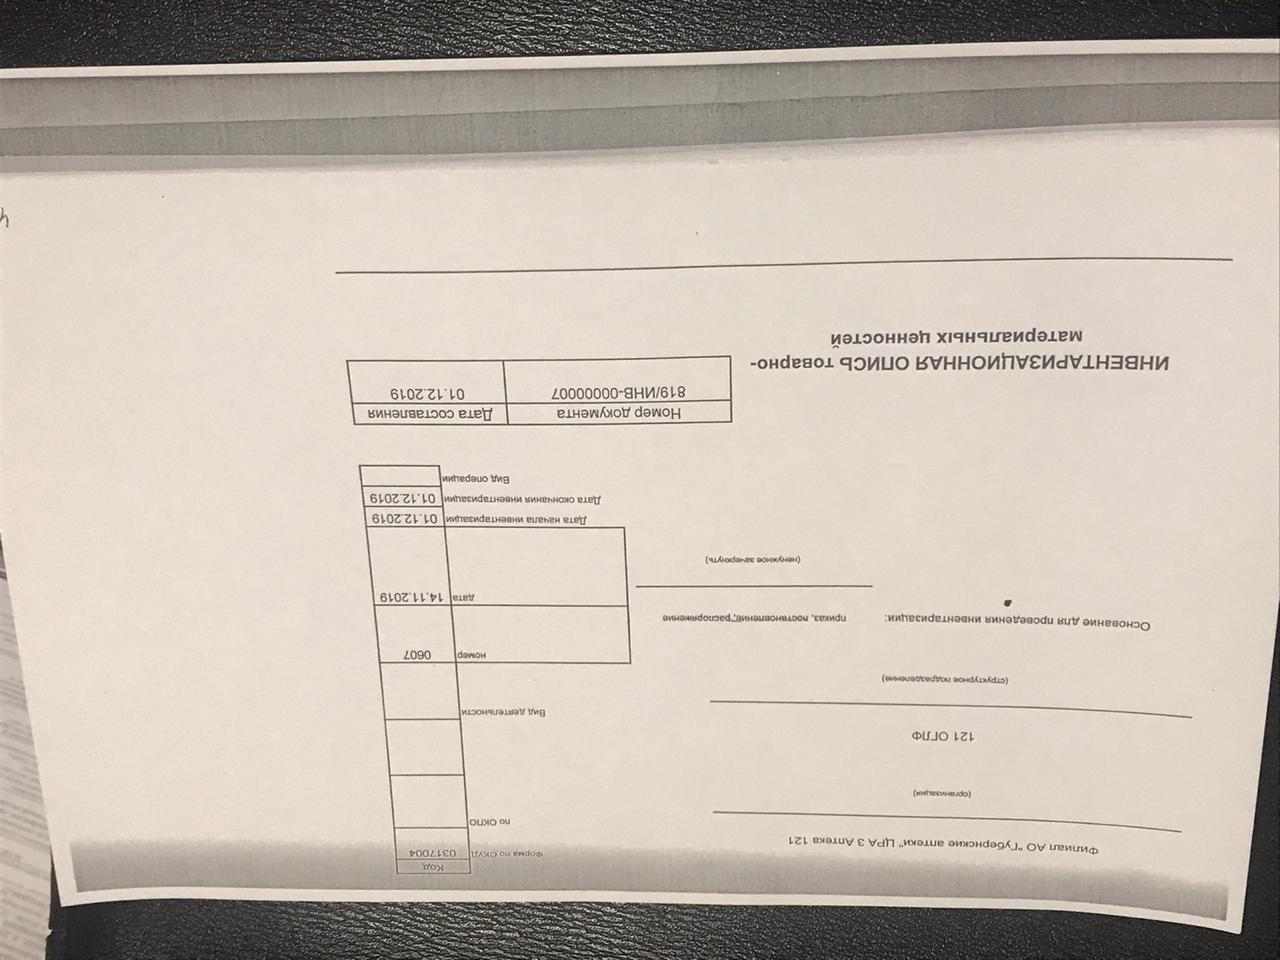 Код
Форма по ОКУД 0317004
Филиал АО "Губернские аптеки" ЦРА 3 Аптека 121
по ОКПО
(организация)
121 ОГЛФ
Вид деятельности
(структурное подразделение)
номер 0607
Основание для проведения инвентаризации: приказ, постановление, распоряжение
дата 14.11.2019
(ненужное зачеркнуть)
Дата начала инвентаризации 01.12.2019
Дата окончания инвентаризации 01.12.2019
Вид операции
Номер документа Дата составления
819/ИНВ-00000007 01.12.2019
ИНВЕНТАРИЗАЦИОННАЯ ОПИСЬ товарно-
материальных ценностей